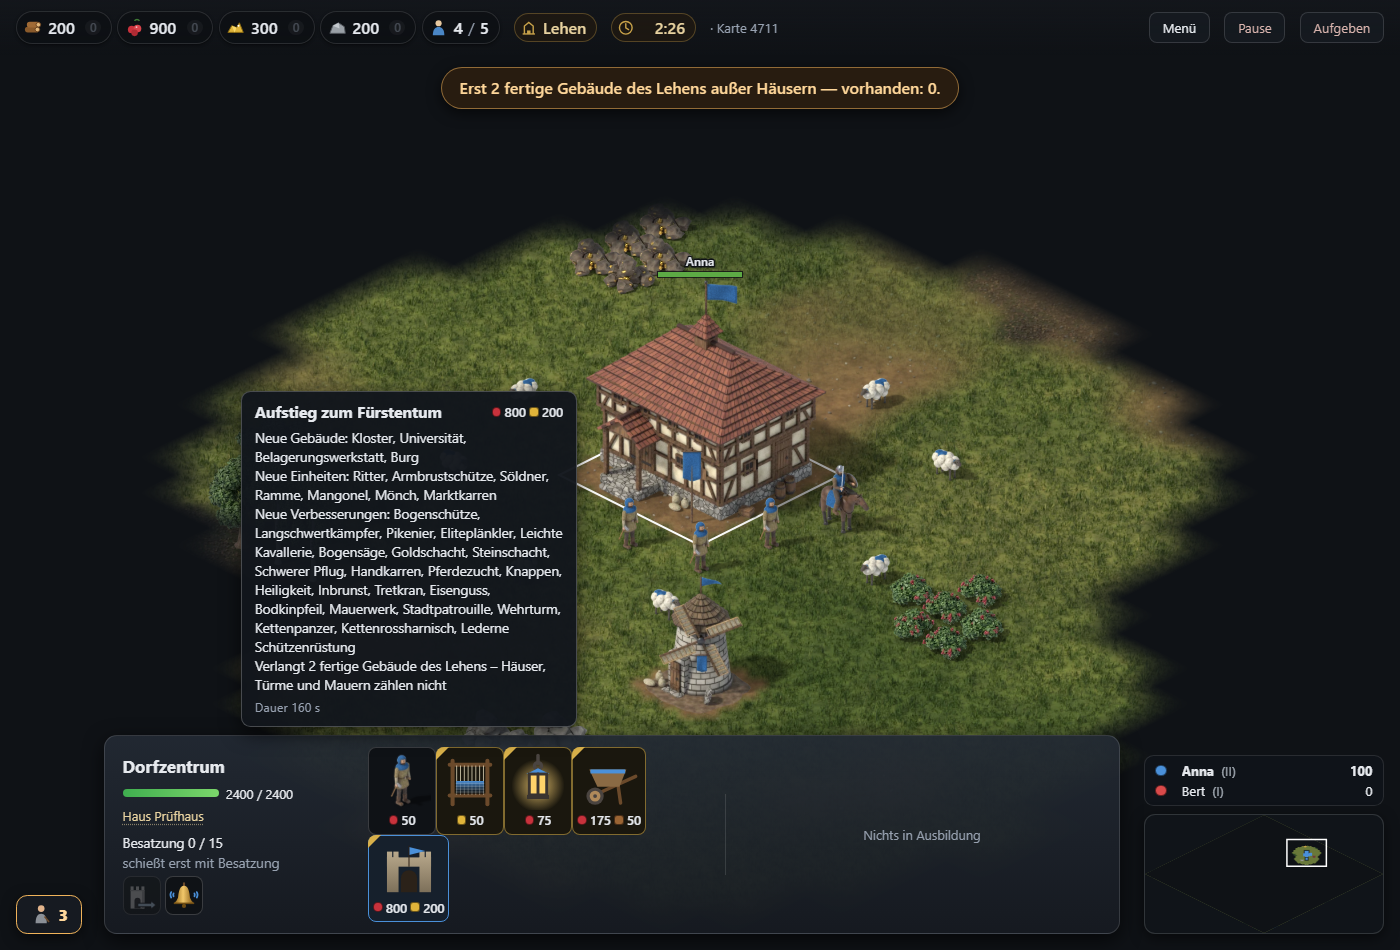 200 0 900 0 300 0 200 0 4 / 5 Lehen 2:26 · Karte 4711 Menü Pause Aufgeben
Erst 2 fertige Gebäude des Lehens außer Häusern — vorhanden: 0.
Anna
Aufstieg zum Fürstentum 800 200
Neue Gebäude: Kloster, Universität,
Belagerungswerkstatt, Burg
Neue Einheiten: Ritter, Armbrustschütze, Söldner,
Ramme, Mangonel, Mönch, Marktkarren
Neue Verbesserungen: Bogenschütze,
Langschwertkämpfer, Pikenier, Eliteplänkler, Leichte
Kavallerie, Bogensäge, Goldschacht, Steinschacht,
Schwerer Pflug, Handkarren, Pferdezucht, Knappen,
Heiligkeit, Inbrunst, Tretkran, Eisenguss,
Bodkinpfeil, Mauerwerk, Stadtpatrouille, Wehrturm,
Kettenpanzer, Kettenrossharnisch, Lederne
Schützenrüstung
Verlangt 2 fertige Gebäude des Lehens – Häuser,
Türme und Mauern zählen nicht
Dauer 160 s
Dorfzentrum
2400 / 2400
Haus Prüfhaus
Besatzung 0 / 15
schießt erst mit Besatzung
50 50 75 175 50
800 200
Nichts in Ausbildung
Anna (II) 100
Bert (I) 0
3